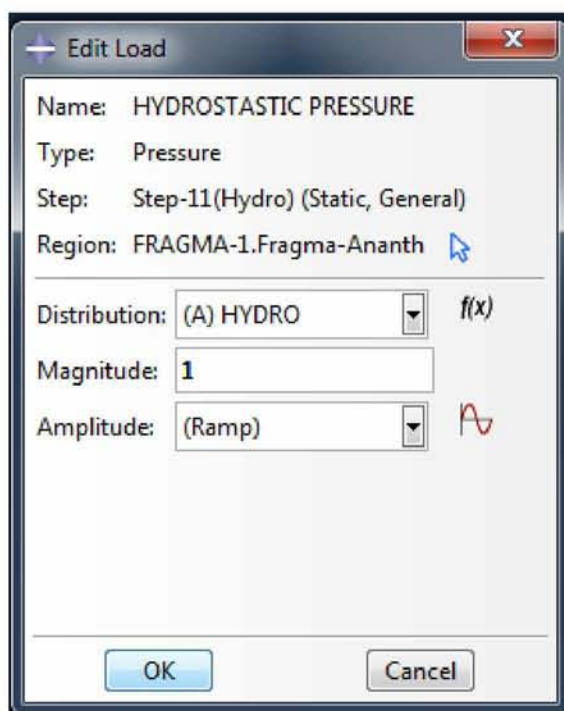 Edit Load
Name: HYDROSTASTIC PRESSURE
Type: Pressure
Step: Step-11(Hydro) (Static, General)
Region: FRAGMA-1.Fragma-Ananth
Distribution: (A) HYDRO f(x)
Magnitude: 1
Amplitude: (Ramp)
OK Cancel